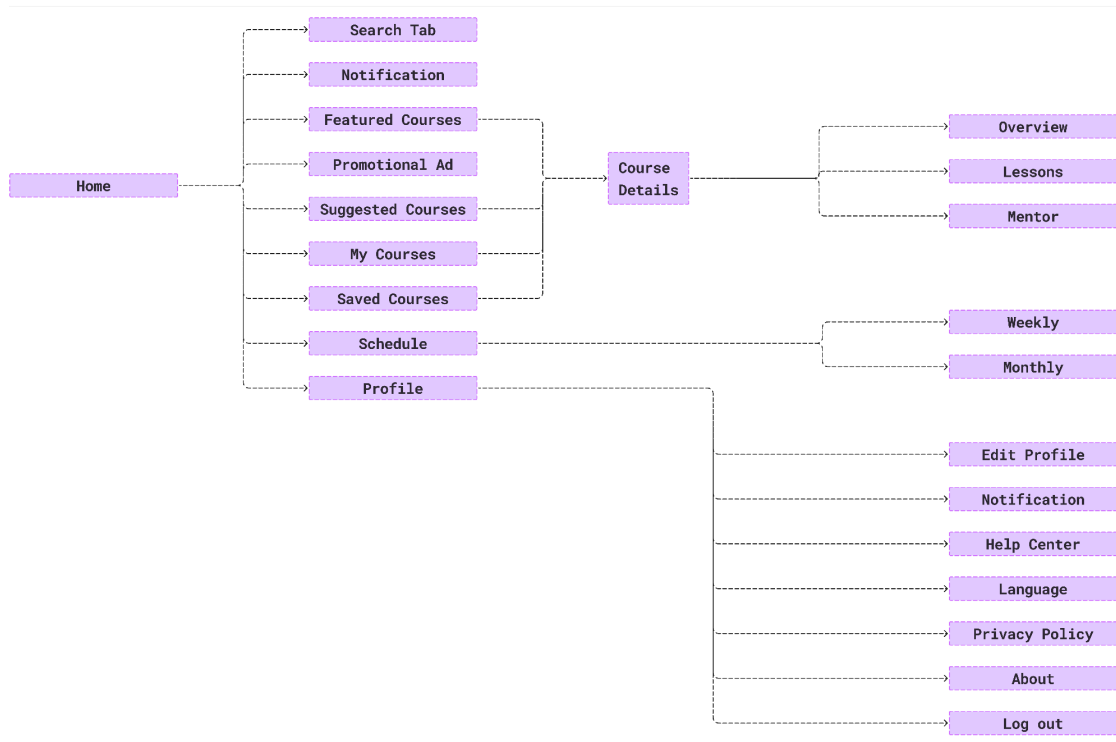 Home
Search Tab
Notification
Featured Courses
Promotional Ad
Suggested Courses
My Courses
Saved Courses
Schedule
Profile
Course
Details
Overview
Lessons
Mentor
Weekly
Monthly
Edit Profile
Notification
Help Center
Language
Privacy Policy
About
Log out